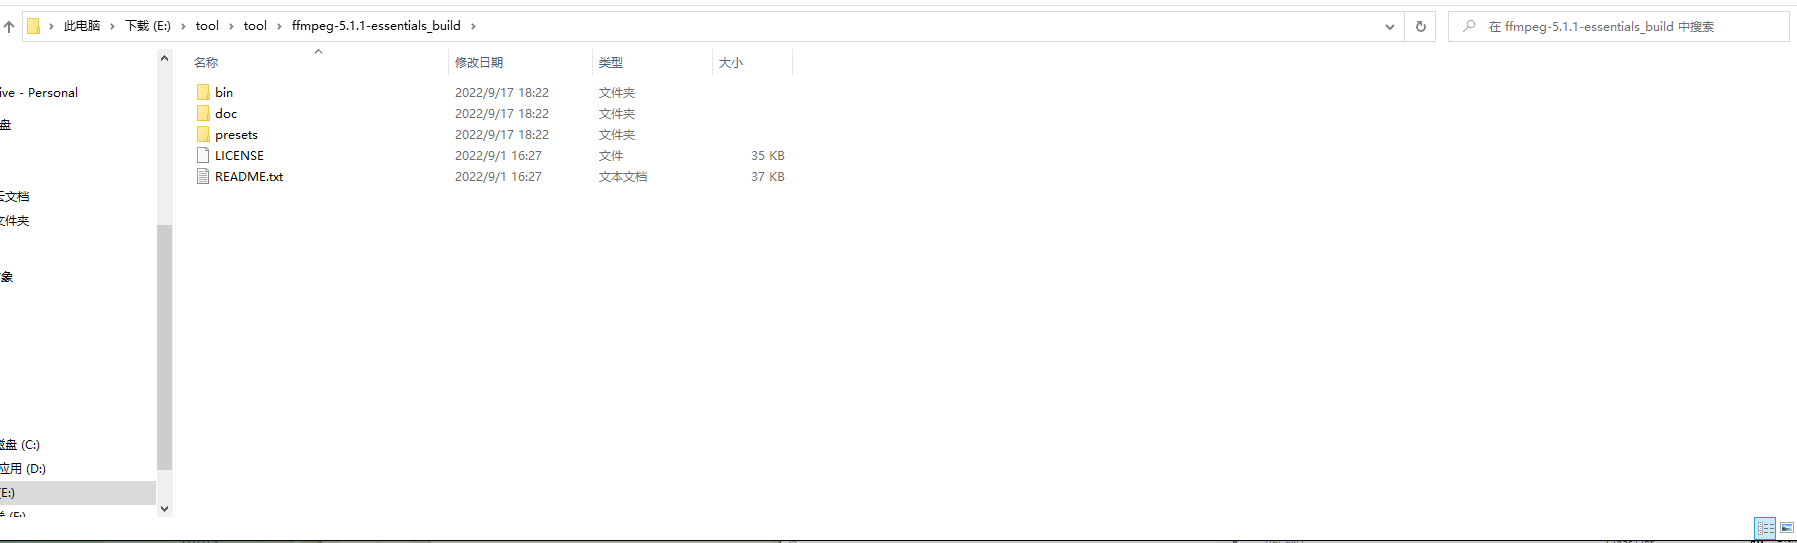 此电脑 下载 (E:) tool tool ffmpeg-5.1.1-essentials_build
在 ffmpeg-5.1.1-essentials_build 中搜索
名称 修改日期 类型 大小
bin 2022/9/17 18:22 文件夹
doc 2022/9/17 18:22 文件夹
presets 2022/9/17 18:22 文件夹
LICENSE 2022/9/1 16:27 文件 35 KB
README.txt 2022/9/1 16:27 文本文档 37 KB
ive - Personal
盘
云文档
文件夹
对象
磁盘 (C:)
应用 (D:)
(E:)